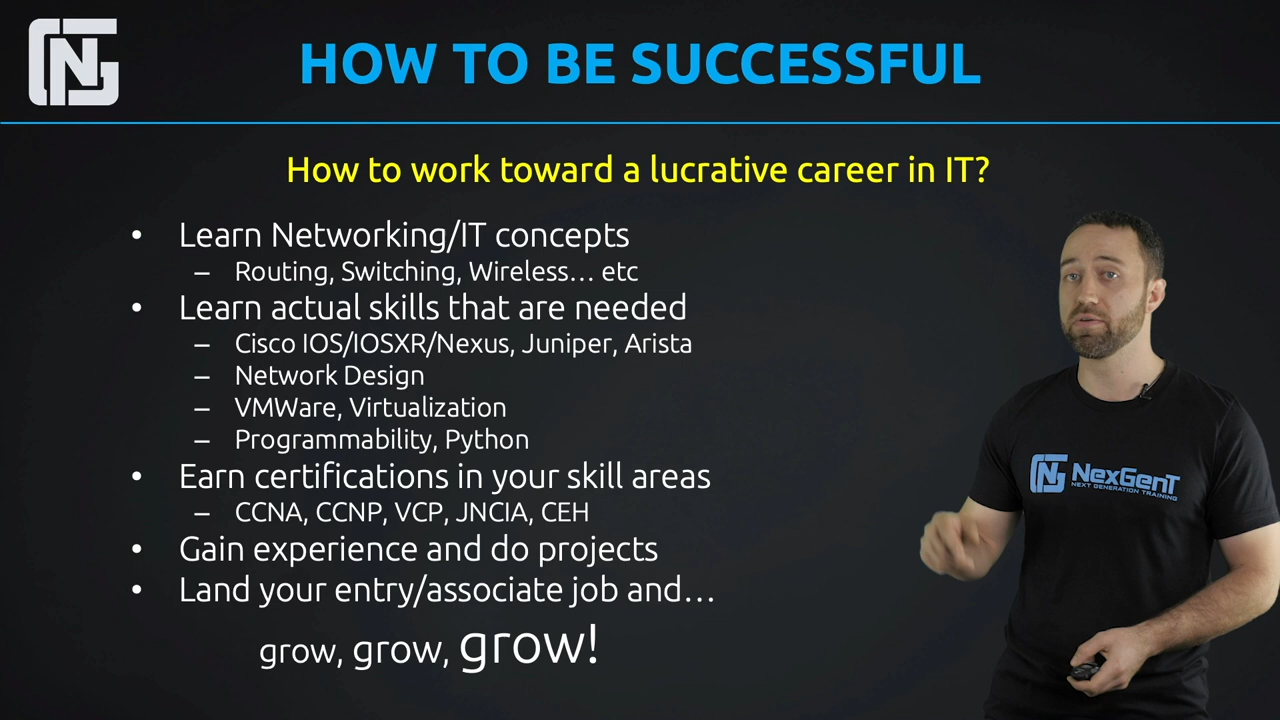 NG
HOW TO BE SUCCESSFUL
How to work toward a lucrative career in IT?
• Learn Networking/IT concepts
– Routing, Switching, Wireless... etc
• Learn actual skills that are needed
– Cisco IOS/IOSXR/Nexus, Juniper, Arista
– Network Design
– VMWare, Virtualization
– Programmability, Python
• Earn certifications in your skill areas
– CCNA, CCNP, VCP, JNCIA, CEH
• Gain experience and do projects
• Land your entry/associate job and...
grow, grow, grow!
NG NexGenT
NEXT GENERATION TRAINING